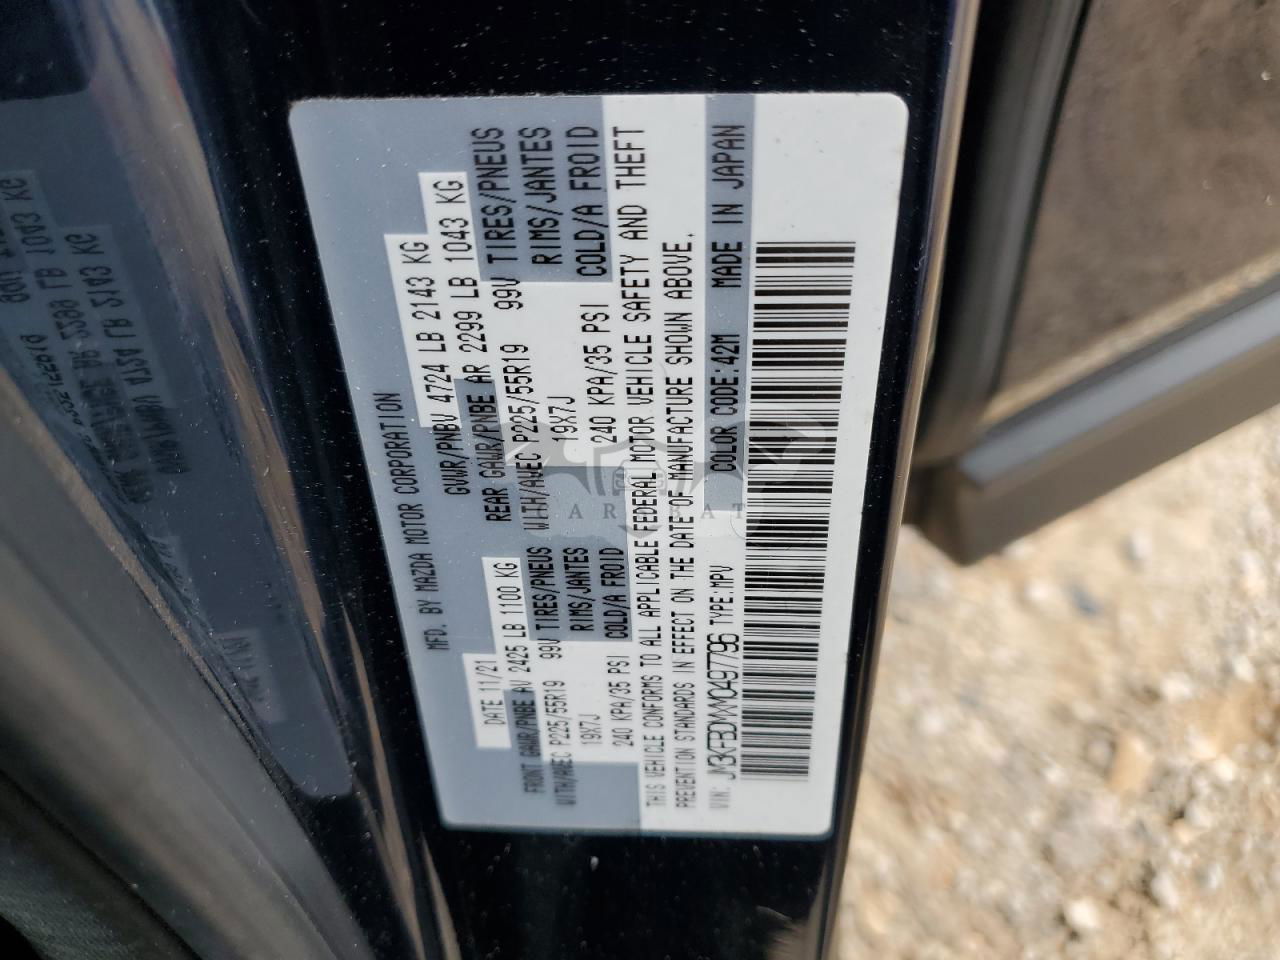 MFD. BY MAZDA MOTOR CORPORATION
DATE 11/21 GVWR/PNBV 4724 LB 2143 KG
FRONT GAWR/PNBE AV 2425 LB 1100 KG REAR GAWR/PNBE AR 2299 LB 1043 KG
WITH/AVEC P225/55R19 99V TIRES/PNEUS WITH/AVEC P225/55R19 99V TIRES/PNEUS
19X7J RIMS/JANTES 19X7J RIMS/JANTES
240 KPA/35 PSI COLD/A FROID 240 KPA/35 PSI COLD/A FROID
THIS VEHICLE CONFORMS TO ALL APPLICABLE FEDERAL MOTOR VEHICLE SAFETY AND THEFT
PREVENTION STANDARDS IN EFFECT ON THE DATE OF MANUFACTURE SHOWN ABOVE.
VIN: TYPE:MPV COLOR CODE:42M MADE IN JAPAN